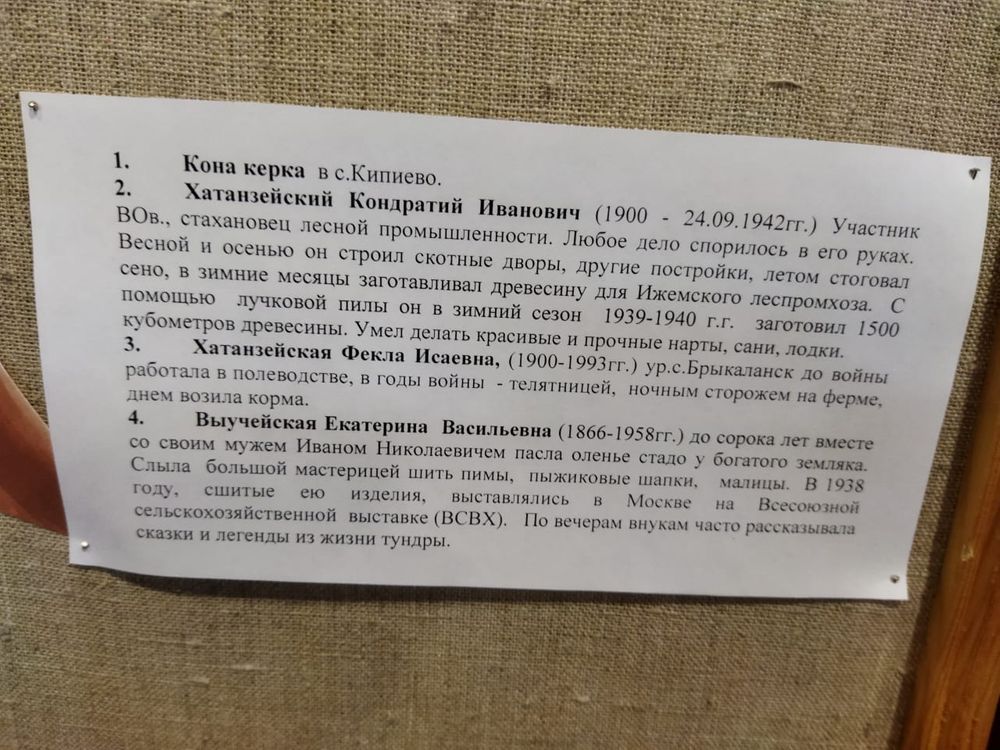 1. Кона керка в с.Кипиево.
2. Хатанзейский Кондратий Иванович (1900 - 24.09.1942гг.) Участник
ВОв., стахановец лесной промышленности. Любое дело спорилось в его руках.
Весной и осенью он строил скотные дворы, другие постройки, летом стоговал
сено, в зимние месяцы заготавливал древесину для Ижемского леспромхоза. С
помощью лучковой пилы он в зимний сезон 1939-1940 г.г. заготовил 1500
кубометров древесины. Умел делать красивые и прочные нарты, сани, лодки.
3. Хатанзейская Фекла Исаевна, (1900-1993гг.) ур.с.Брыкаланск до войны
работала в полеводстве, в годы войны - телятницей, ночным сторожем на ферме,
днем возила корма.
4. Выучейская Екатерина Васильевна (1866-1958гг.) до сорока лет вместе
со своим мужем Иваном Николаевичем пасла оленье стадо у богатого земляка.
Слыла большой мастерицей шить пимы, пыжиковые шапки, малицы. В 1938
году, сшитые ею изделия, выставлялись в Москве на Всесоюзной
сельскохозяйственной выставке (ВСВХ). По вечерам внукам часто рассказывала
сказки и легенды из жизни тундры.